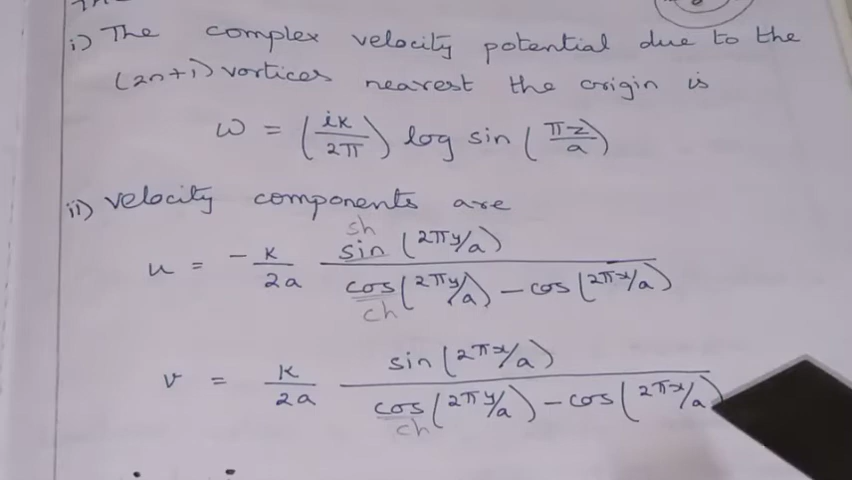 i) The complex velocity potential due to the
(2n+1) vortices nearest the origin is
w = (ik/2π) log sin (πz/a)
ii) velocity components are
sh
u = -k/2a sin (2πy/a) / cos (2πy/a) - cos (2πx/a)
ch
v = k/2a sin (2πx/a) / cos (2πy/a) - cos (2πx/a)
ch